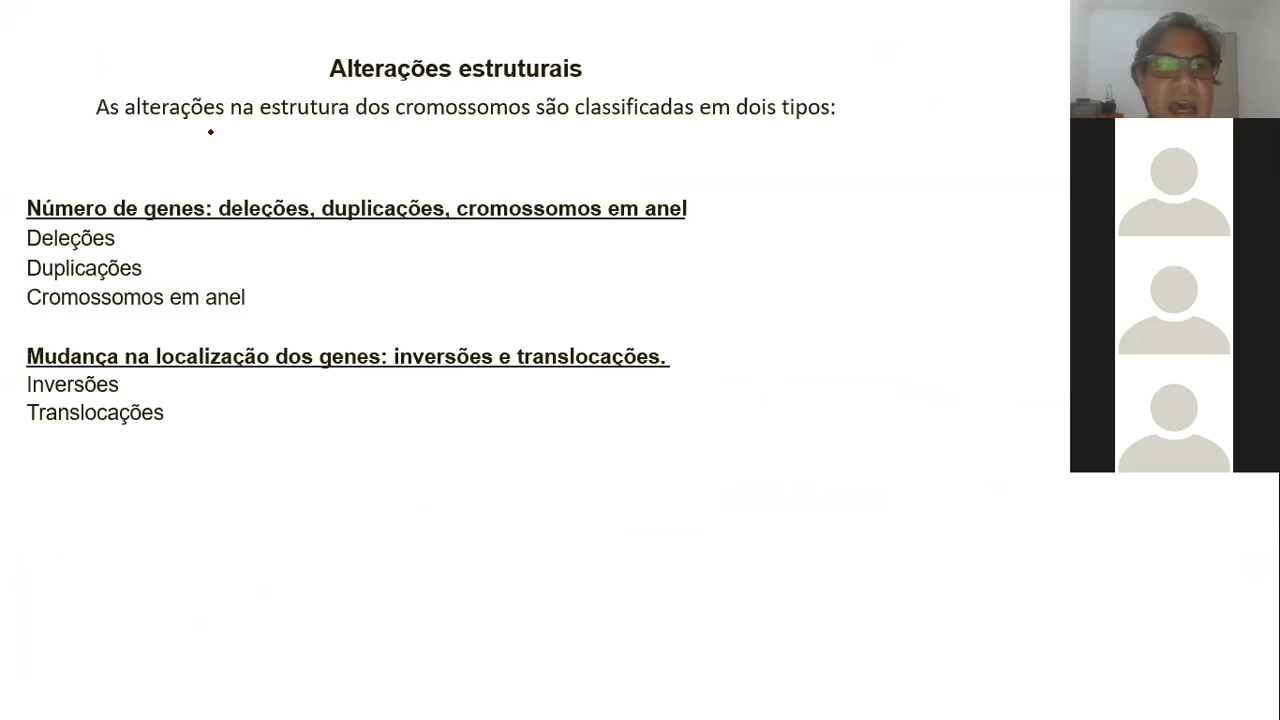 Alterações estruturais
As alterações na estrutura dos cromossomos são classificadas em dois tipos:
Número de genes: deleções, duplicações, cromossomos em anel
Deleções
Duplicações
Cromossomos em anel
Mudança na localização dos genes: inversões e translocações.
Inversões
Translocações